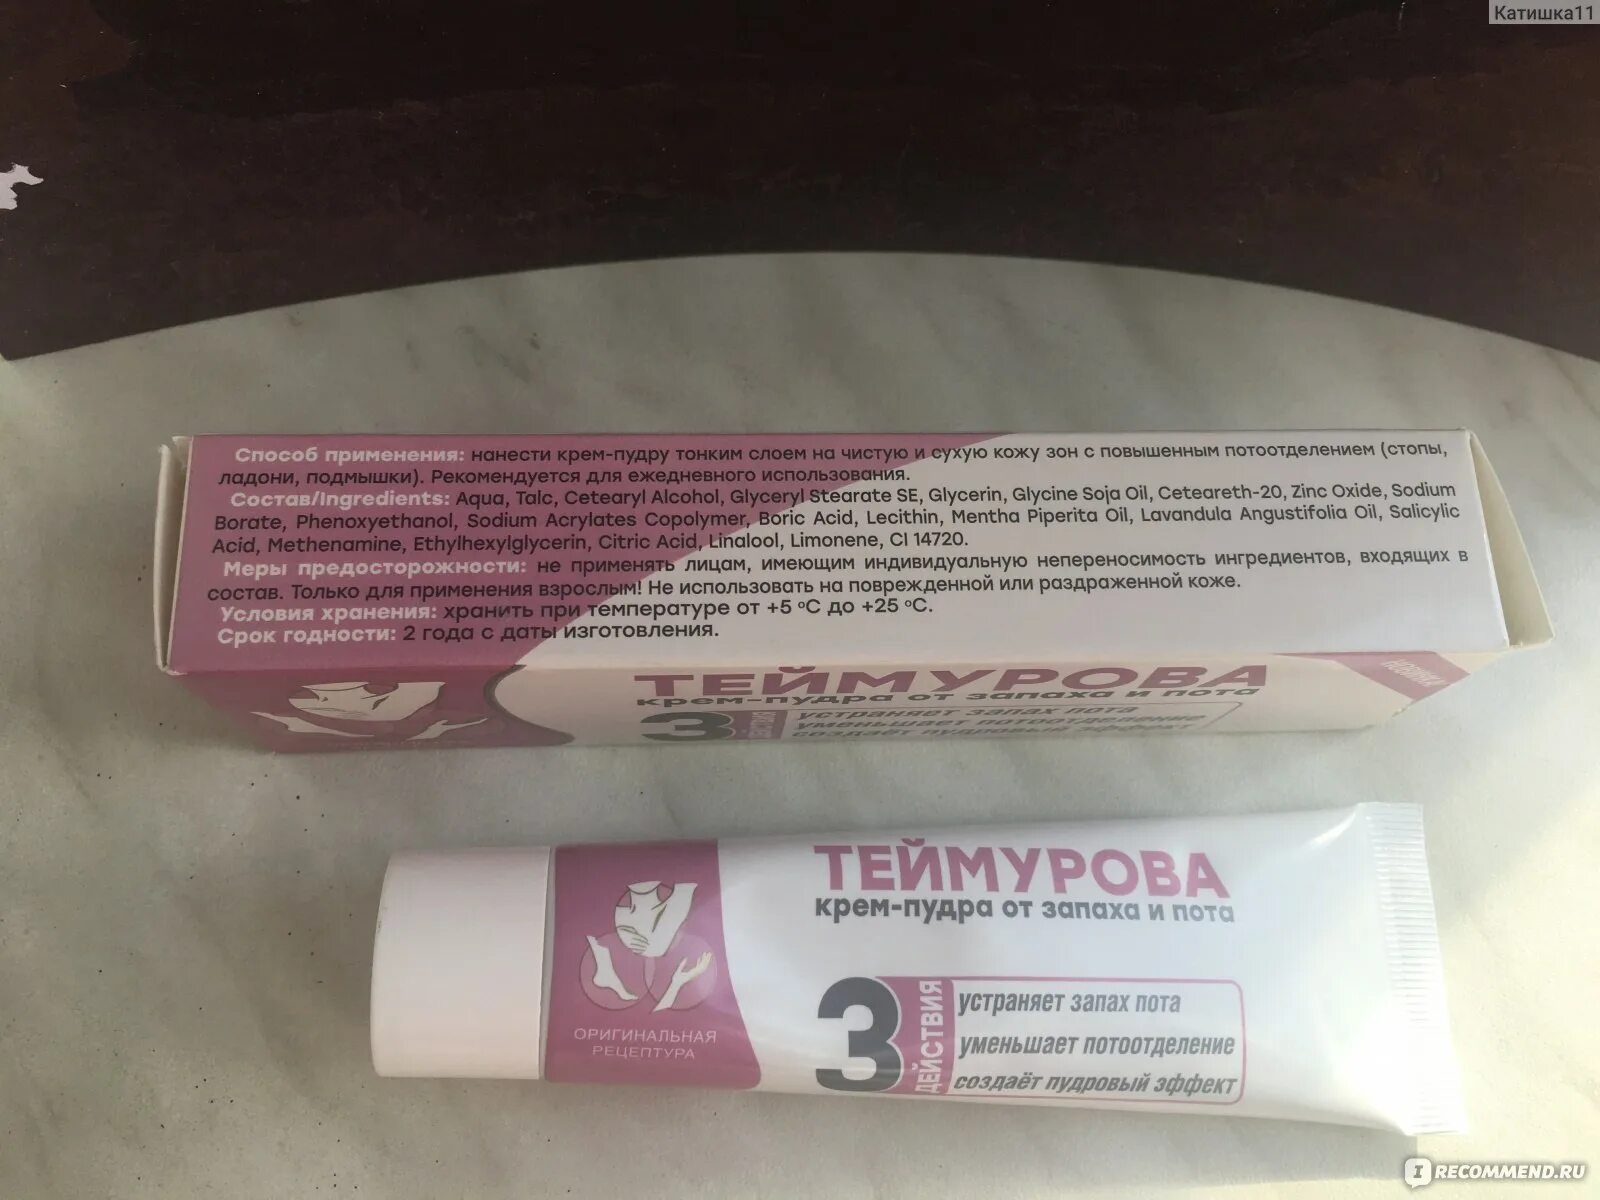 Катишка11
Способ применения: нанести крем-пудру тонким слоем на чистую и сухую кожу зон с повышенным потоотделением (стопы,
ладони, подмышки). Рекомендуется для ежедневного использования.
Состав/Ingredients: Aqua, Talc, Cetearyl Alcohol, Glyceryl Stearate SE, Glycerin, Glycine Soja Oil, Ceteareth-20, Zinc Oxide, Sodium
Borate, Phenoxyethanol, Sodium Acrylates Copolymer, Boric Acid, Lecithin, Mentha Piperita Oil, Lavandula Angustifolia Oil, Salicylic
Acid, Methenamine, Ethylhexylglycerin, Citric Acid, Linalool, Limonene, CI 14720.
Меры предосторожности: не применять лицам, имеющим индивидуальную непереносимость ингредиентов, входящих в
состав. Только для применения взрослым! Не использовать на поврежденной или раздраженной коже.
Условия хранения: хранить при температуре от +5 °C до +25 °C.
Срок годности: 2 года с даты изготовления.
НОВИНКА
ТЕЙМУРОВА
крем-пудра от запаха и пота
3 ДЕЙСТВИЯ
устраняет запах пота
уменьшает потоотделение
создаёт пудровый эффект
ТЕЙМУРОВА
крем-пудра от запаха и пота
3 ДЕЙСТВИЯ
устраняет запах пота
уменьшает потоотделение
создаёт пудровый эффект
ОРИГИНАЛЬНАЯ
РЕЦЕПТУРА
IRECOMMEND.RU